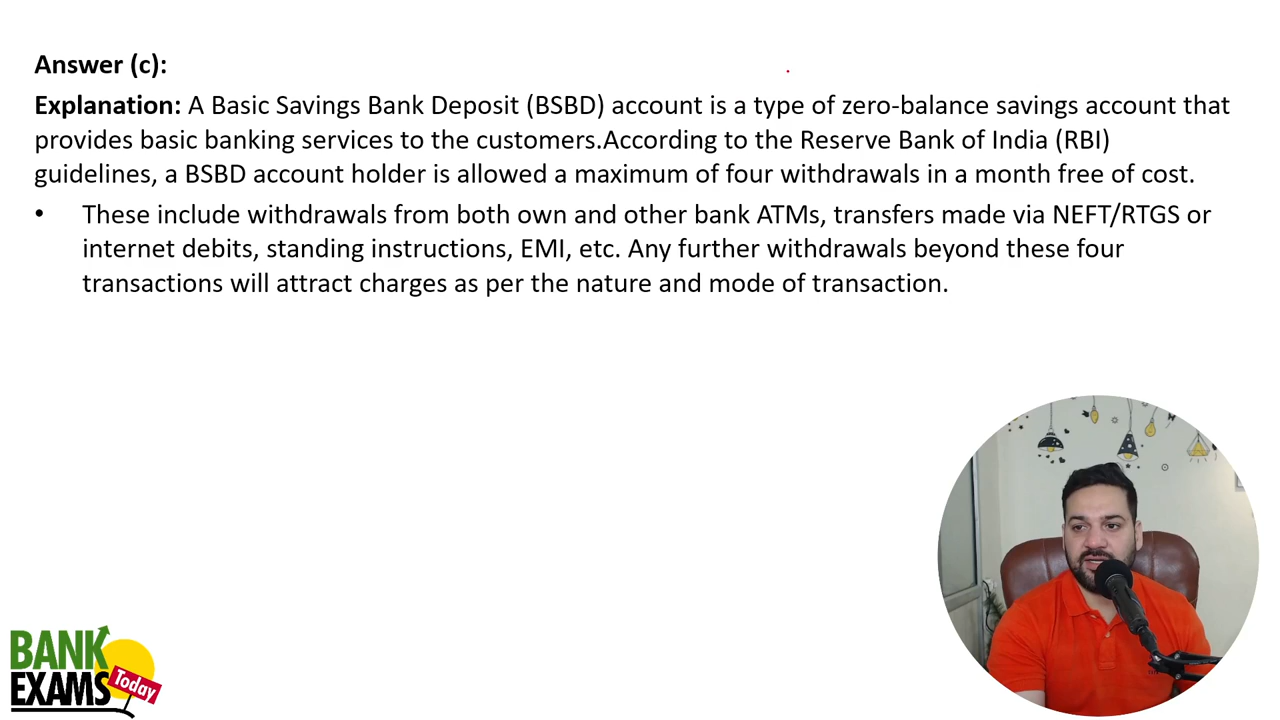 Answer (c):
Explanation: A Basic Savings Bank Deposit (BSBD) account is a type of zero-balance savings account that
provides basic banking services to the customers.According to the Reserve Bank of India (RBI)
guidelines, a BSBD account holder is allowed a maximum of four withdrawals in a month free of cost.
• These include withdrawals from both own and other bank ATMs, transfers made via NEFT/RTGS or
internet debits, standing instructions, EMI, etc. Any further withdrawals beyond these four
transactions will attract charges as per the nature and mode of transaction.
BANK
EXAMS
Today